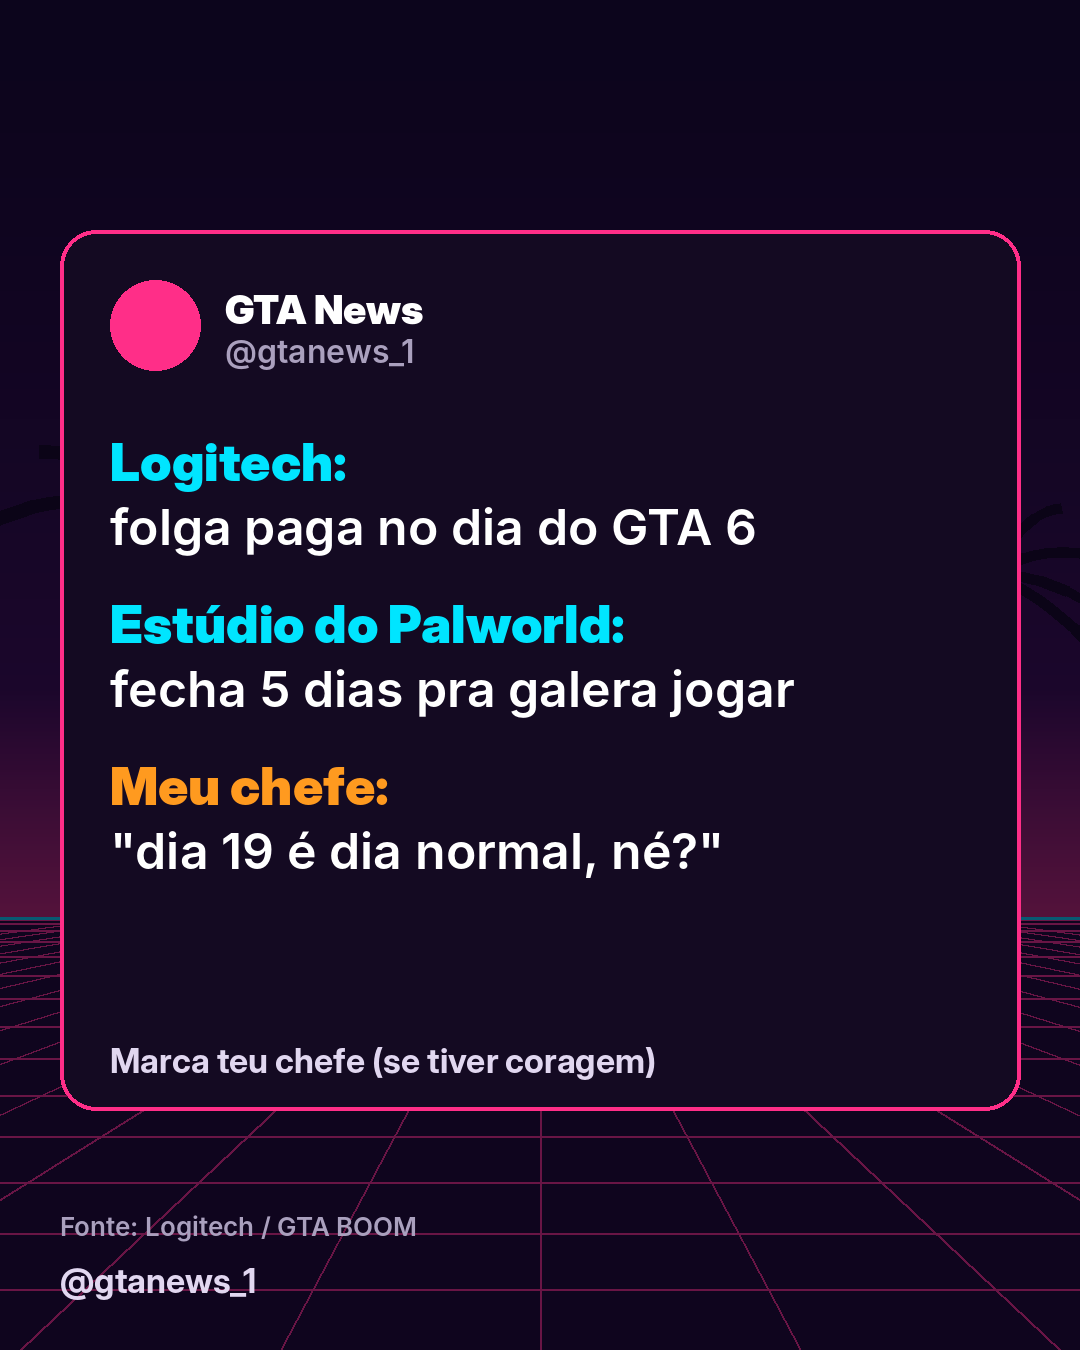 GTA News
@gtanews_1
Logitech:
folga paga no dia do GTA 6
Estúdio do Palworld:
fecha 5 dias pra galera jogar
Meu chefe:
"dia 19 é dia normal, né?"
Marca teu chefe (se tiver coragem)
Fonte: Logitech / GTA BOOM
@gtanews_1